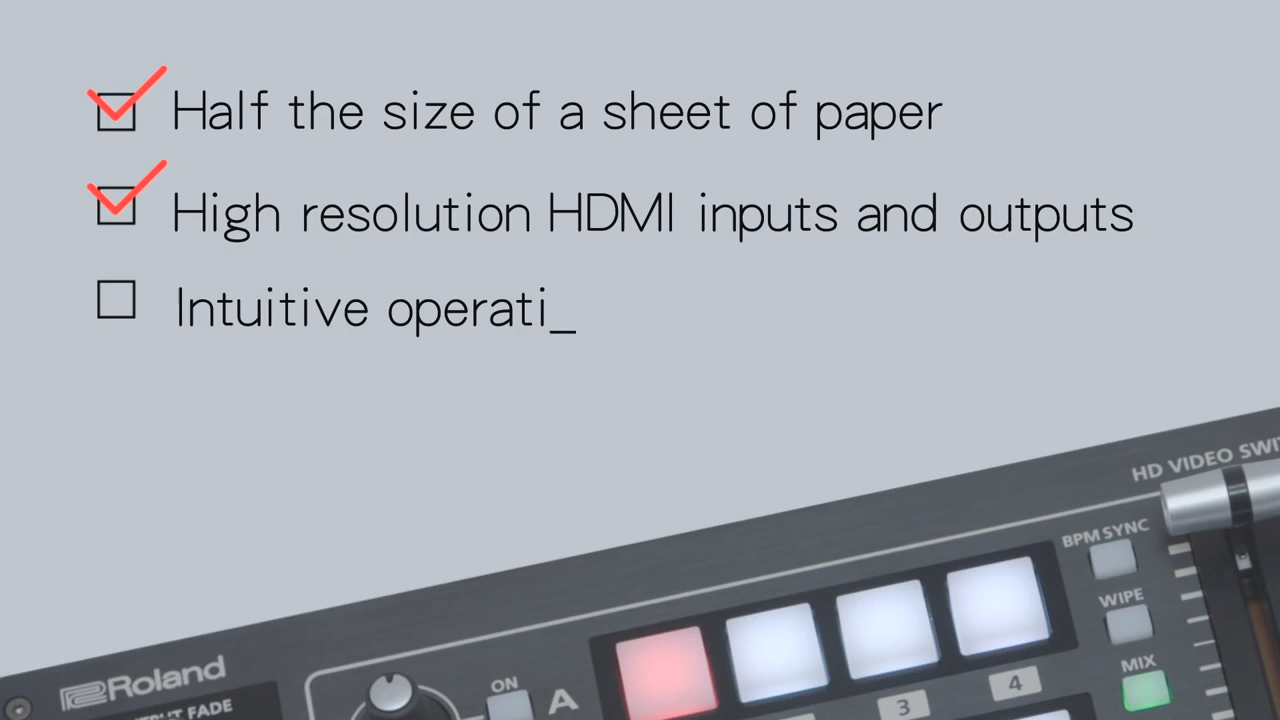 Half the size of a sheet of paper
High resolution HDMI inputs and outputs
Intuitive operati_
HD VIDEO
BPM SYNC
WIPE
MIX
Roland
ON
A
3
4
FADE